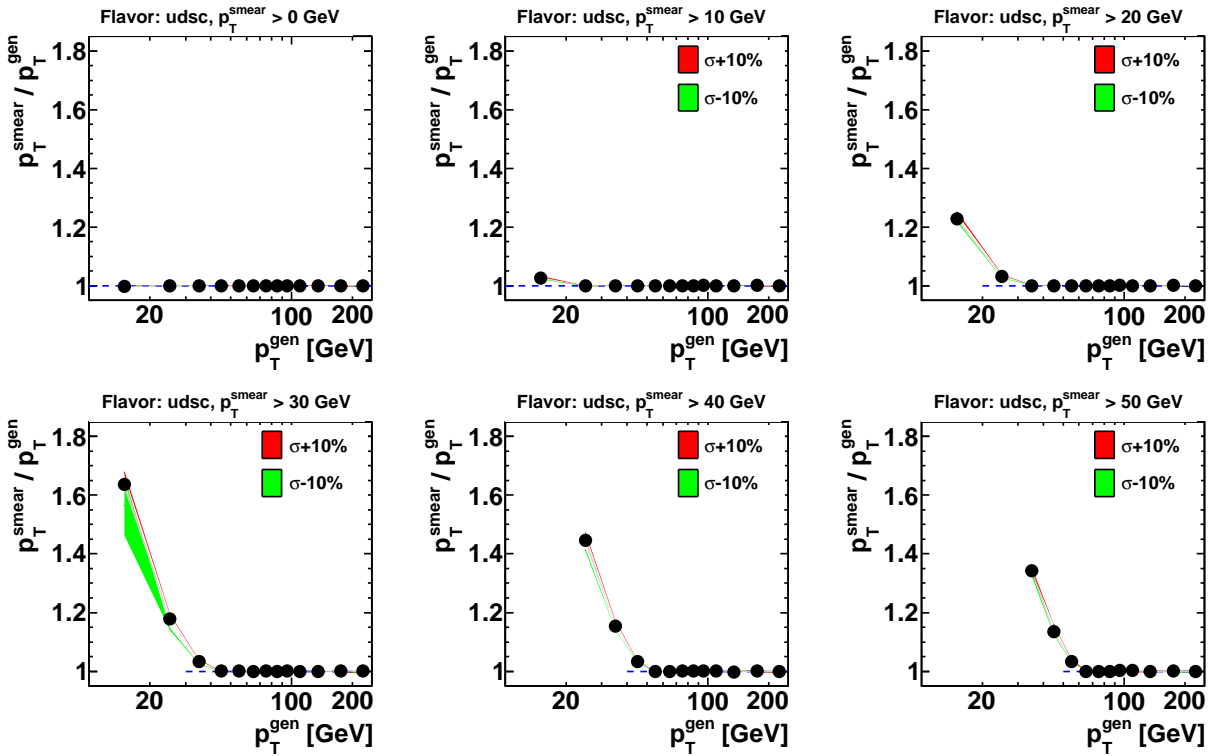 Flavor: udsc, p_T^smear > 0 GeV
p_T^smear / p_T^gen
1.8
1.6
1.4
1.2
1
20 100 200
p_T^gen [GeV]
Flavor: udsc, p_T^smear > 10 GeV
p_T^smear / p_T^gen
1.8
1.6
1.4
1.2
1
σ+10%
σ-10%
20 100 200
p_T^gen [GeV]
Flavor: udsc, p_T^smear > 20 GeV
p_T^smear / p_T^gen
1.8
1.6
1.4
1.2
1
σ+10%
σ-10%
20 100 200
p_T^gen [GeV]
Flavor: udsc, p_T^smear > 30 GeV
p_T^smear / p_T^gen
1.8
1.6
1.4
1.2
1
σ+10%
σ-10%
20 100 200
p_T^gen [GeV]
Flavor: udsc, p_T^smear > 40 GeV
p_T^smear / p_T^gen
1.8
1.6
1.4
1.2
1
σ+10%
σ-10%
20 100 200
p_T^gen [GeV]
Flavor: udsc, p_T^smear > 50 GeV
p_T^smear / p_T^gen
1.8
1.6
1.4
1.2
1
σ+10%
σ-10%
20 100 200
p_T^gen [GeV]